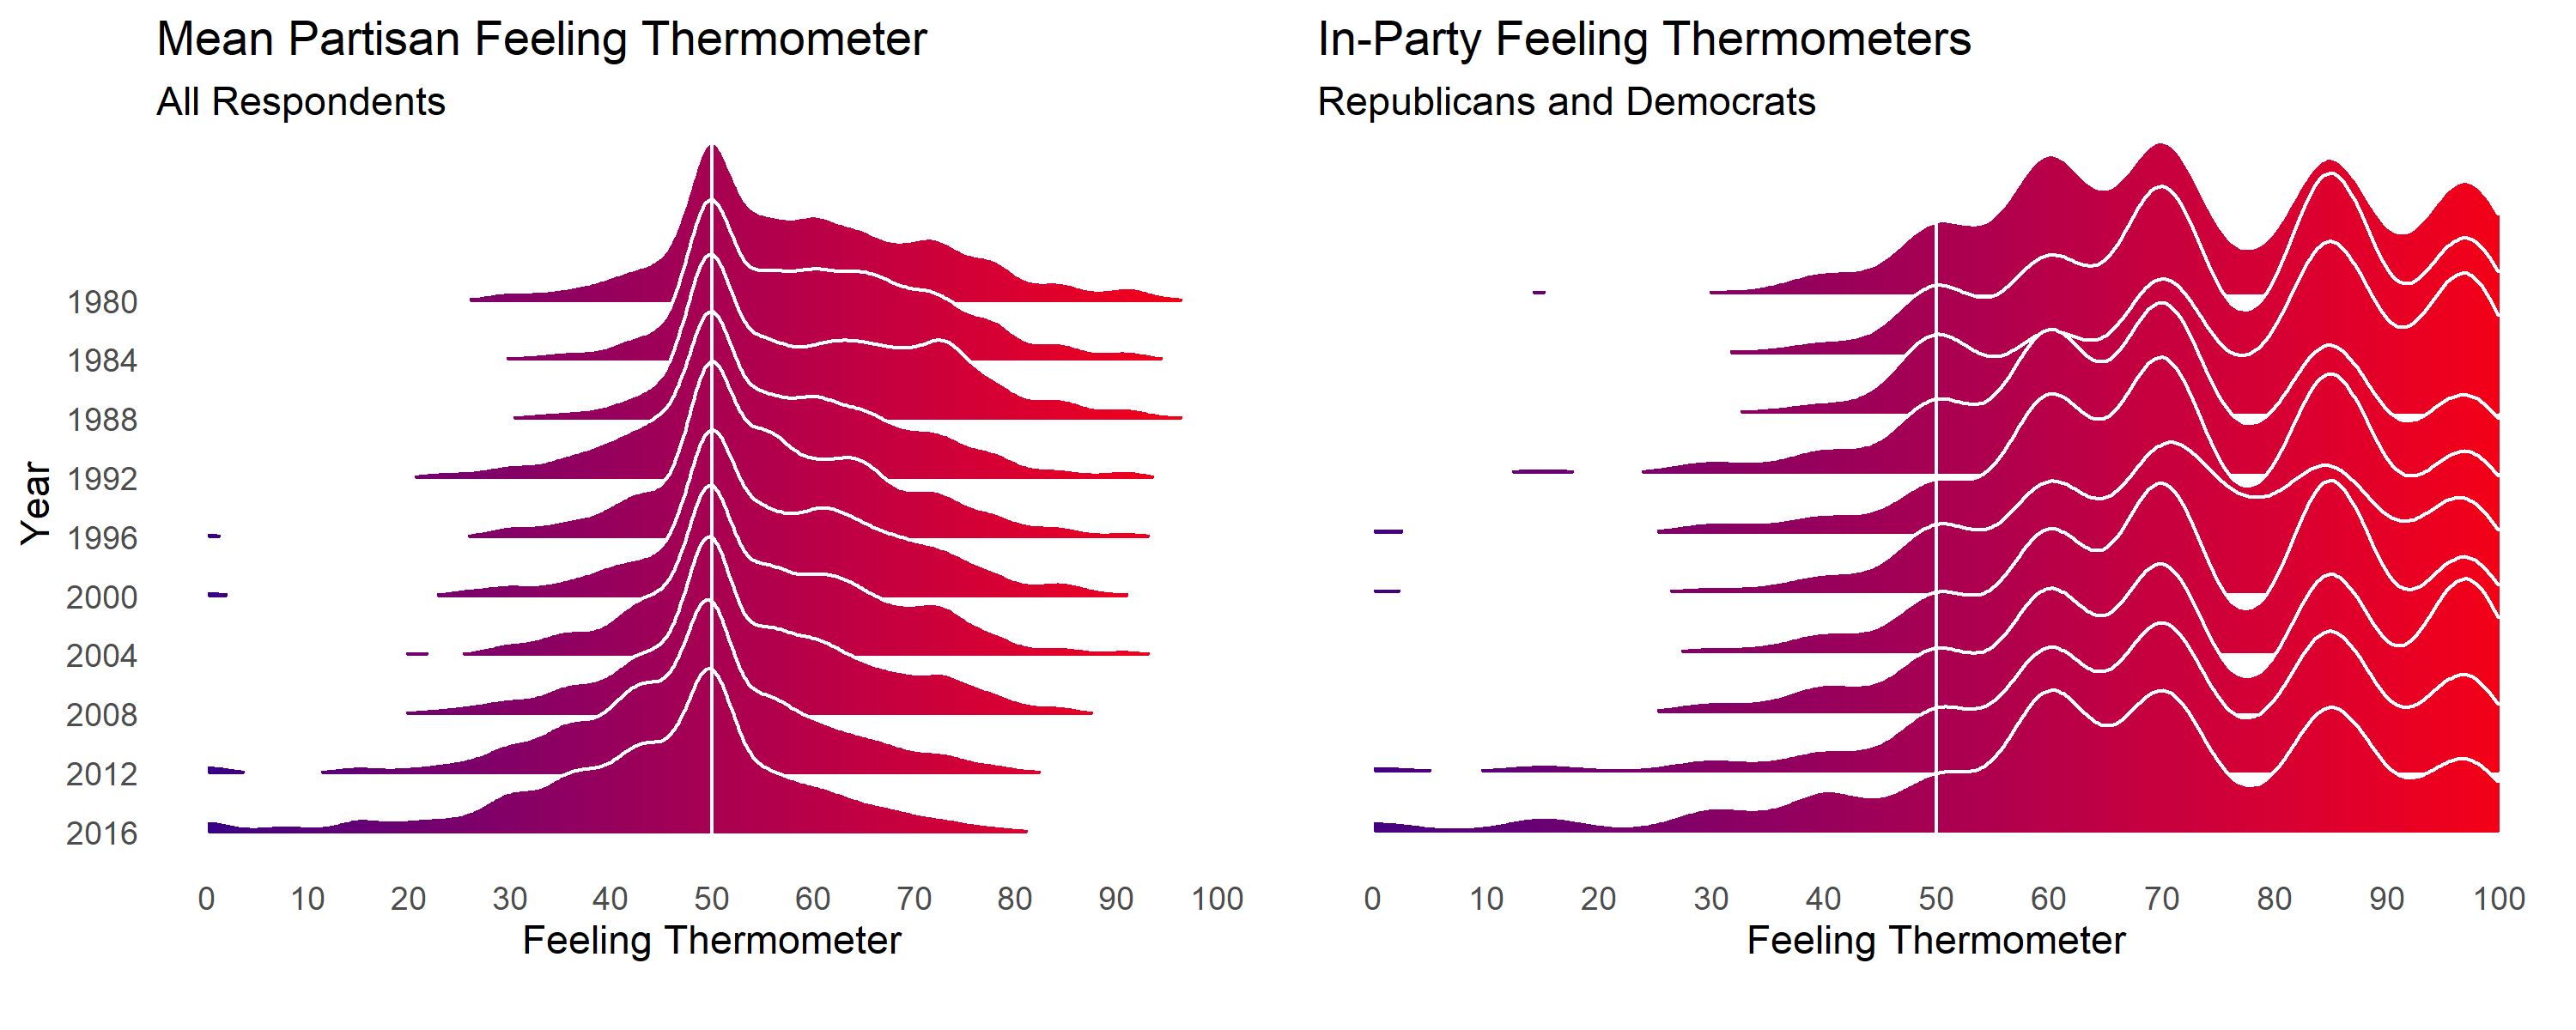 Mean Partisan Feeling Thermometer
All Respondents
Year
1980
1984
1988
1992
1996
2000
2004
2008
2012
2016
0 10 20 30 40 50 60 70 80 90 100
Feeling Thermometer
In-Party Feeling Thermometers
Republicans and Democrats
0 10 20 30 40 50 60 70 80 90 100
Feeling Thermometer